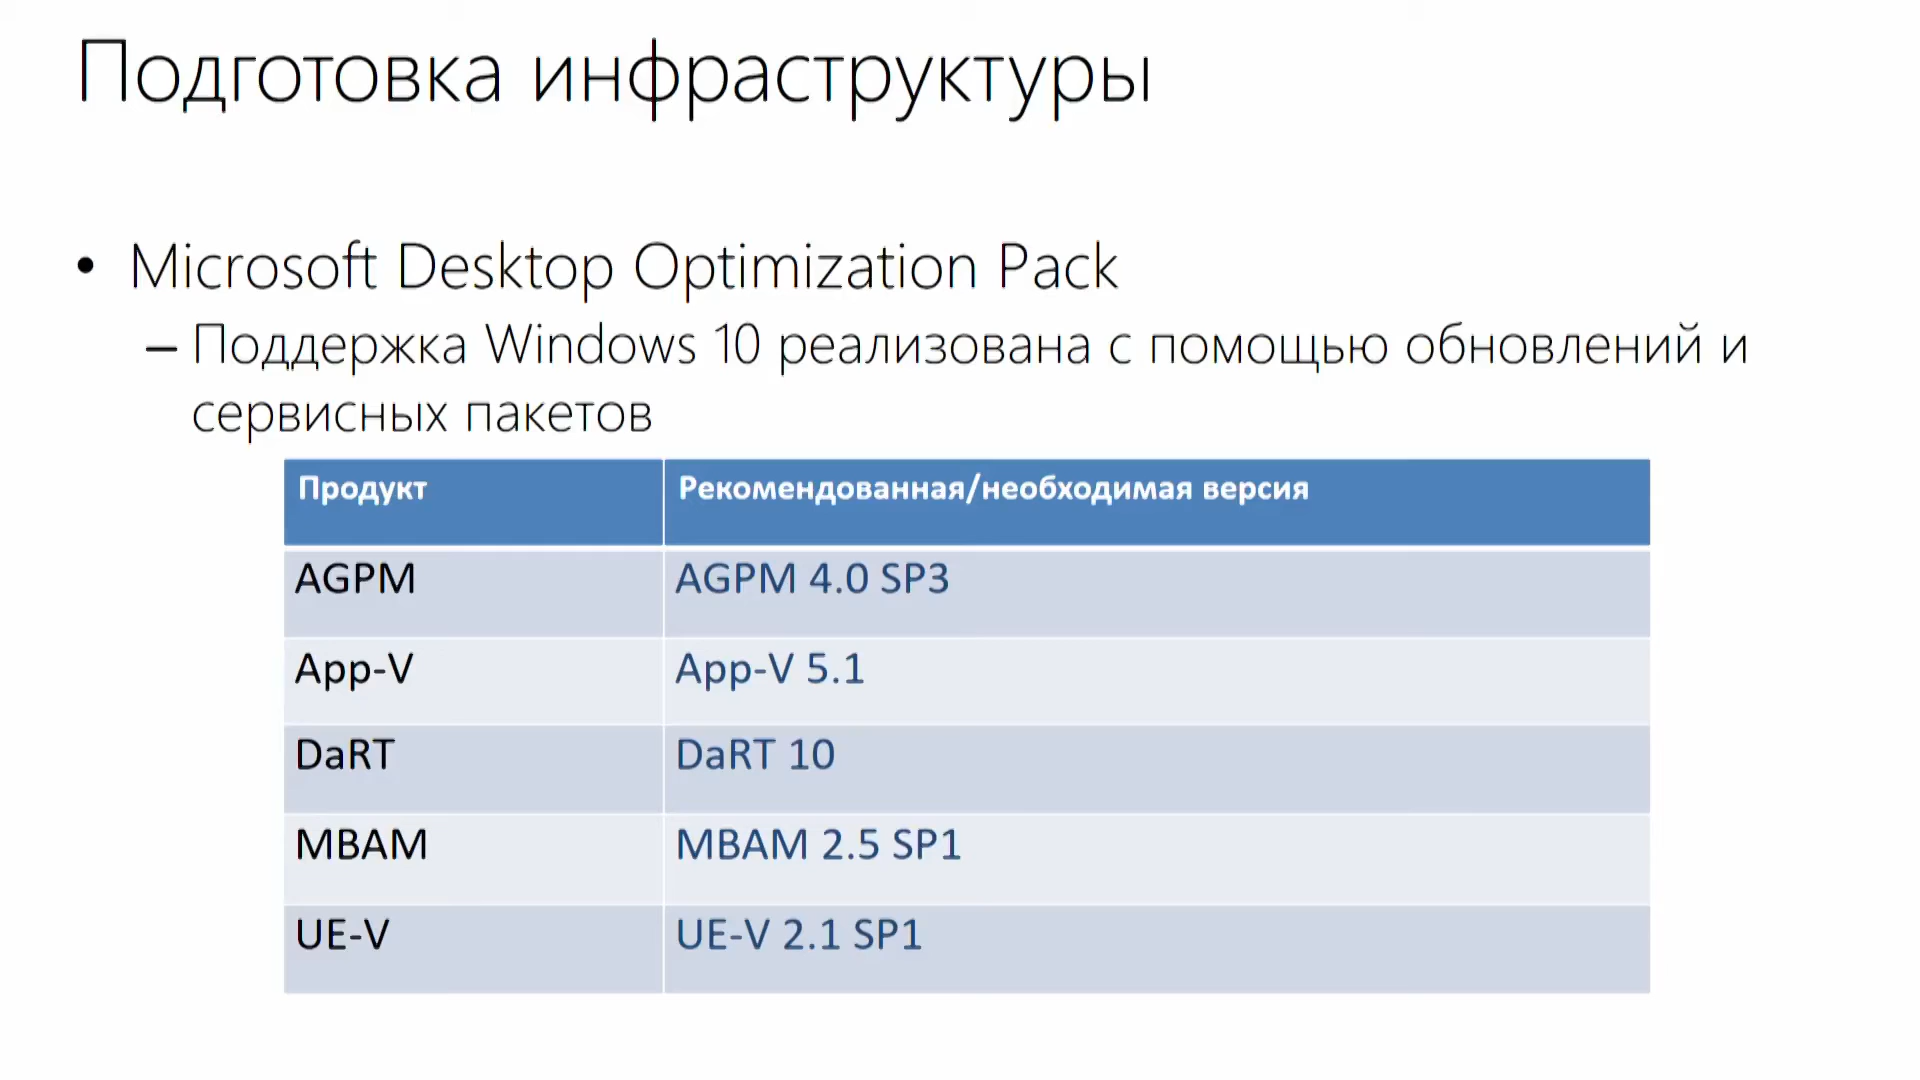 Подготовка инфраструктуры
• Microsoft Desktop Optimization Pack
– Поддержка Windows 10 реализована с помощью обновлений и
сервисных пакетов
Продукт Рекомендованная/необходимая версия
AGPM AGPM 4.0 SP3
App-V App-V 5.1
DaRT DaRT 10
MBAM MBAM 2.5 SP1
UE-V UE-V 2.1 SP1